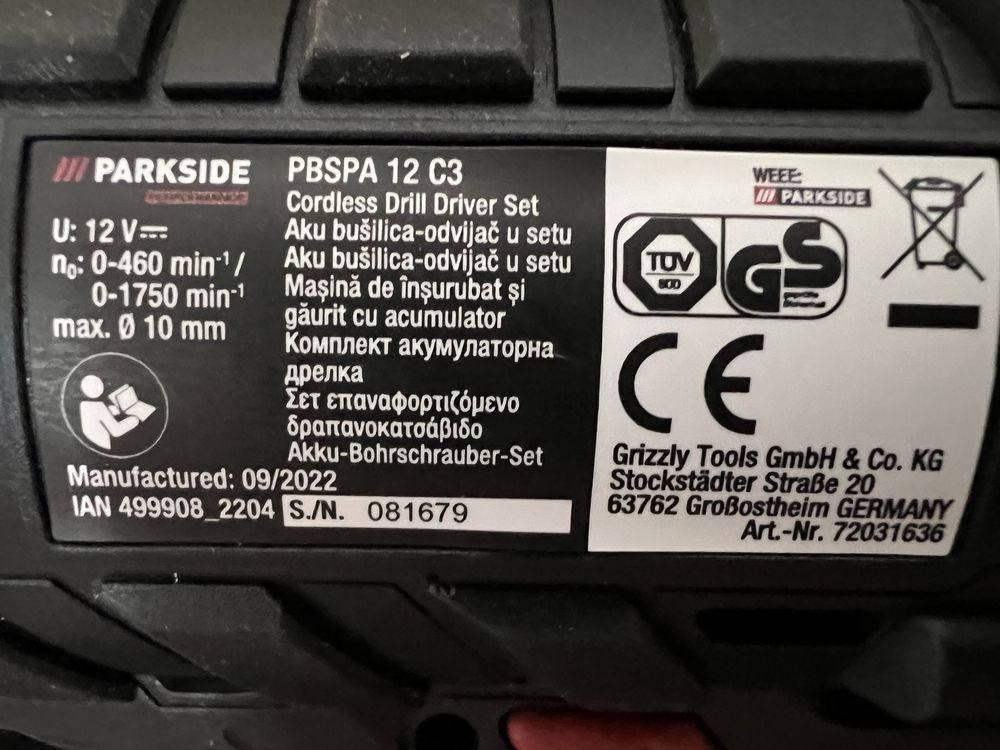 PARKSIDE
U: 12 V
n₀: 0-460 min⁻¹ /
0-1750 min⁻¹
max. Ø 10 mm
Manufactured: 09/2022
IAN 499908_2204
PBSPA 12 C3
Cordless Drill Driver Set
Aku bušilica-odvijač u setu
Aku bušilica-odvijač u setu
Mașină de înșurubat și
găurit cu acumulator
Комплект акумулаторна
дрелка
Σετ επαναφορτιζόμενο
δραπανοκατσάβιδο
Akku-Bohrschrauber-Set
S./N. 081679
WEEE:
PARKSIDE
TÜV
SÜD
GS
CE
Grizzly Tools GmbH & Co. KG
Stockstädter Straße 20
63762 Großostheim GERMANY
Art.-Nr. 72031636